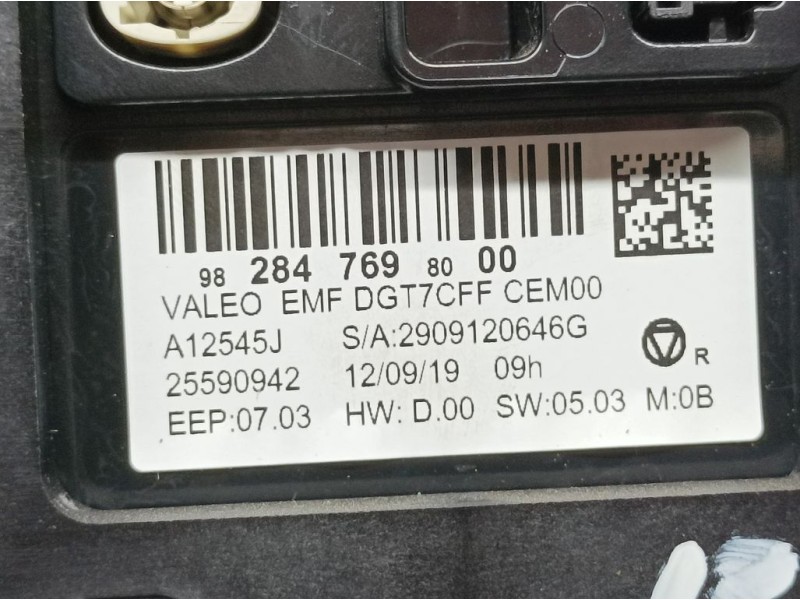 98 284 769 80 00
VALEO EMF DGT7CFF CEM00
A12545J S/A:2909120646G
25590942 12/09/19 09h
R
EEP:07.03 HW: D.00 SW:05.03 M:0B